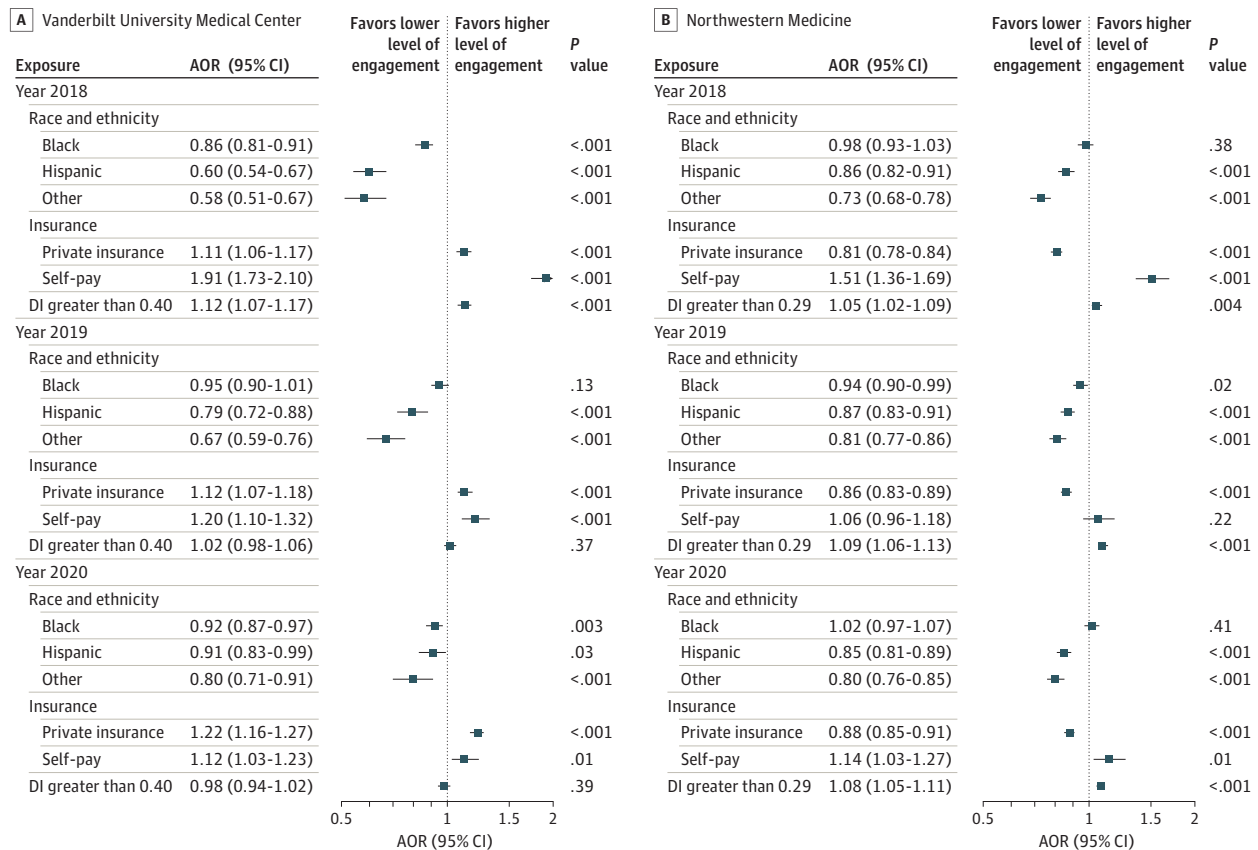 A Vanderbilt University Medical Center
Favors lower level of engagement
Favors higher level of engagement
Exposure AOR (95% CI) P value
Year 2018
Race and ethnicity
Black 0.86 (0.81-0.91) <.001
Hispanic 0.60 (0.54-0.67) <.001
Other 0.58 (0.51-0.67) <.001
Insurance
Private insurance 1.11 (1.06-1.17) <.001
Self-pay 1.91 (1.73-2.10) <.001
DI greater than 0.40 1.12 (1.07-1.17) <.001
Year 2019
Race and ethnicity
Black 0.95 (0.90-1.01) .13
Hispanic 0.79 (0.72-0.88) <.001
Other 0.67 (0.59-0.76) <.001
Insurance
Private insurance 1.12 (1.07-1.18) <.001
Self-pay 1.20 (1.10-1.32) <.001
DI greater than 0.40 1.02 (0.98-1.06) .37
Year 2020
Race and ethnicity
Black 0.92 (0.87-0.97) .003
Hispanic 0.91 (0.83-0.99) .03
Other 0.80 (0.71-0.91) <.001
Insurance
Private insurance 1.22 (1.16-1.27) <.001
Self-pay 1.12 (1.03-1.23) .01
DI greater than 0.40 0.98 (0.94-1.02) .39
0.5 1 1.5 2
AOR (95% CI)
B Northwestern Medicine
Favors lower level of engagement
Favors higher level of engagement
Exposure AOR (95% CI) P value
Year 2018
Race and ethnicity
Black 0.98 (0.93-1.03) .38
Hispanic 0.86 (0.82-0.91) <.001
Other 0.73 (0.68-0.78) <.001
Insurance
Private insurance 0.81 (0.78-0.84) <.001
Self-pay 1.51 (1.36-1.69) <.001
DI greater than 0.29 1.05 (1.02-1.09) .004
Year 2019
Race and ethnicity
Black 0.94 (0.90-0.99) .02
Hispanic 0.87 (0.83-0.91) <.001
Other 0.81 (0.77-0.86) <.001
Insurance
Private insurance 0.86 (0.83-0.89) <.001
Self-pay 1.06 (0.96-1.18) .22
DI greater than 0.29 1.09 (1.06-1.13) <.001
Year 2020
Race and ethnicity
Black 1.02 (0.97-1.07) .41
Hispanic 0.85 (0.81-0.89) <.001
Other 0.80 (0.76-0.85) <.001
Insurance
Private insurance 0.88 (0.85-0.91) <.001
Self-pay 1.14 (1.03-1.27) .01
DI greater than 0.29 1.08 (1.05-1.11) <.001
0.5 1 1.5 2
AOR (95% CI)